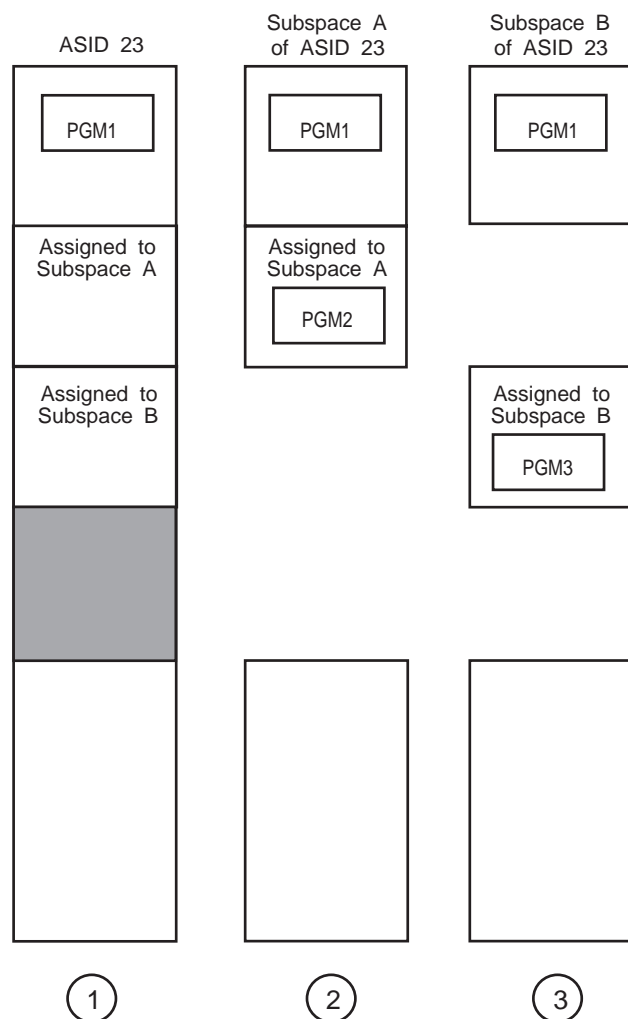 ASID 23
Subspace A
of ASID 23
Subspace B
of ASID 23
PGM1
PGM1
PGM1
Assigned to
Subspace A
Assigned to
Subspace A
PGM2
Assigned to
Subspace B
Assigned to
Subspace B
PGM3
1
2
3